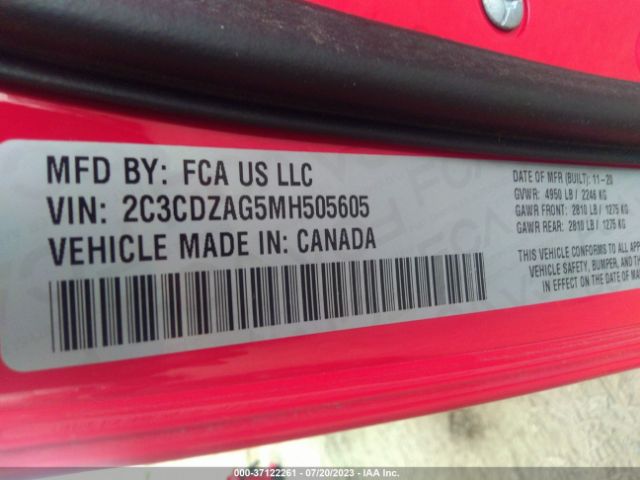 MFD BY: FCA US LLC
VIN: 2C3CDZAG5MH505605
VEHICLE MADE IN: CANADA
DATE OF MFR (BUILT): 11-20
GVWR: 4950 LB / 2246 KG
GAWR FRONT: 2810 LB / 1275 KG
GAWR REAR: 2810 LB / 1275 KG
THIS VEHICLE CONFORMS TO ALL APP
VEHICLE SAFETY, BUMPER, AND TH
IN EFFECT ON THE DATE OF MA
000-37122261 - 07/20/2023 - IAA Inc.